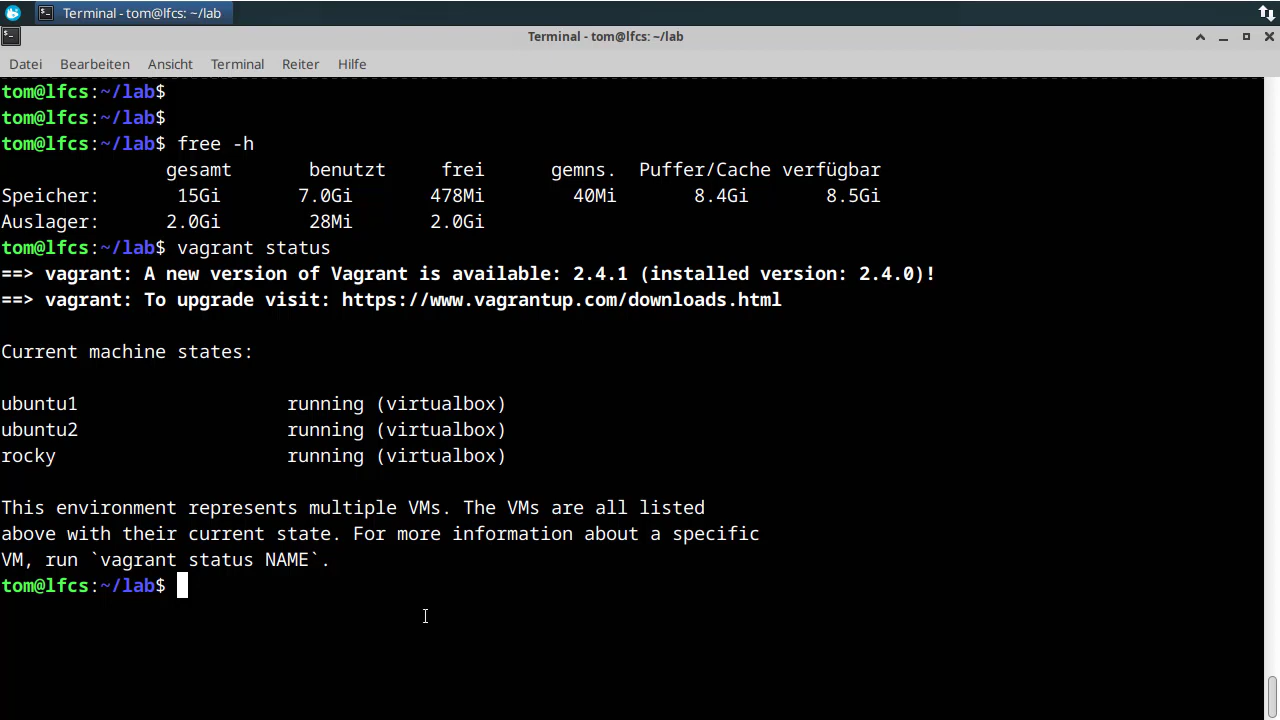 Terminal - tom@lfcs: ~/lab
Terminal - tom@lfcs: ~/lab
Datei Bearbeiten Ansicht Terminal Reiter Hilfe
tom@lfcs:~/lab$
tom@lfcs:~/lab$
tom@lfcs:~/lab$ free -h
gesamt benutzt frei gemns. Puffer/Cache verfügbar
Speicher: 15Gi 7.0Gi 478Mi 40Mi 8.4Gi 8.5Gi
Auslager: 2.0Gi 28Mi 2.0Gi
tom@lfcs:~/lab$ vagrant status
==> vagrant: A new version of Vagrant is available: 2.4.1 (installed version: 2.4.0)!
==> vagrant: To upgrade visit: https://www.vagrantup.com/downloads.html
Current machine states:
ubuntu1 running (virtualbox)
ubuntu2 running (virtualbox)
rocky running (virtualbox)
This environment represents multiple VMs. The VMs are all listed
above with their current state. For more information about a specific
VM, run `vagrant status NAME`.
tom@lfcs:~/lab$